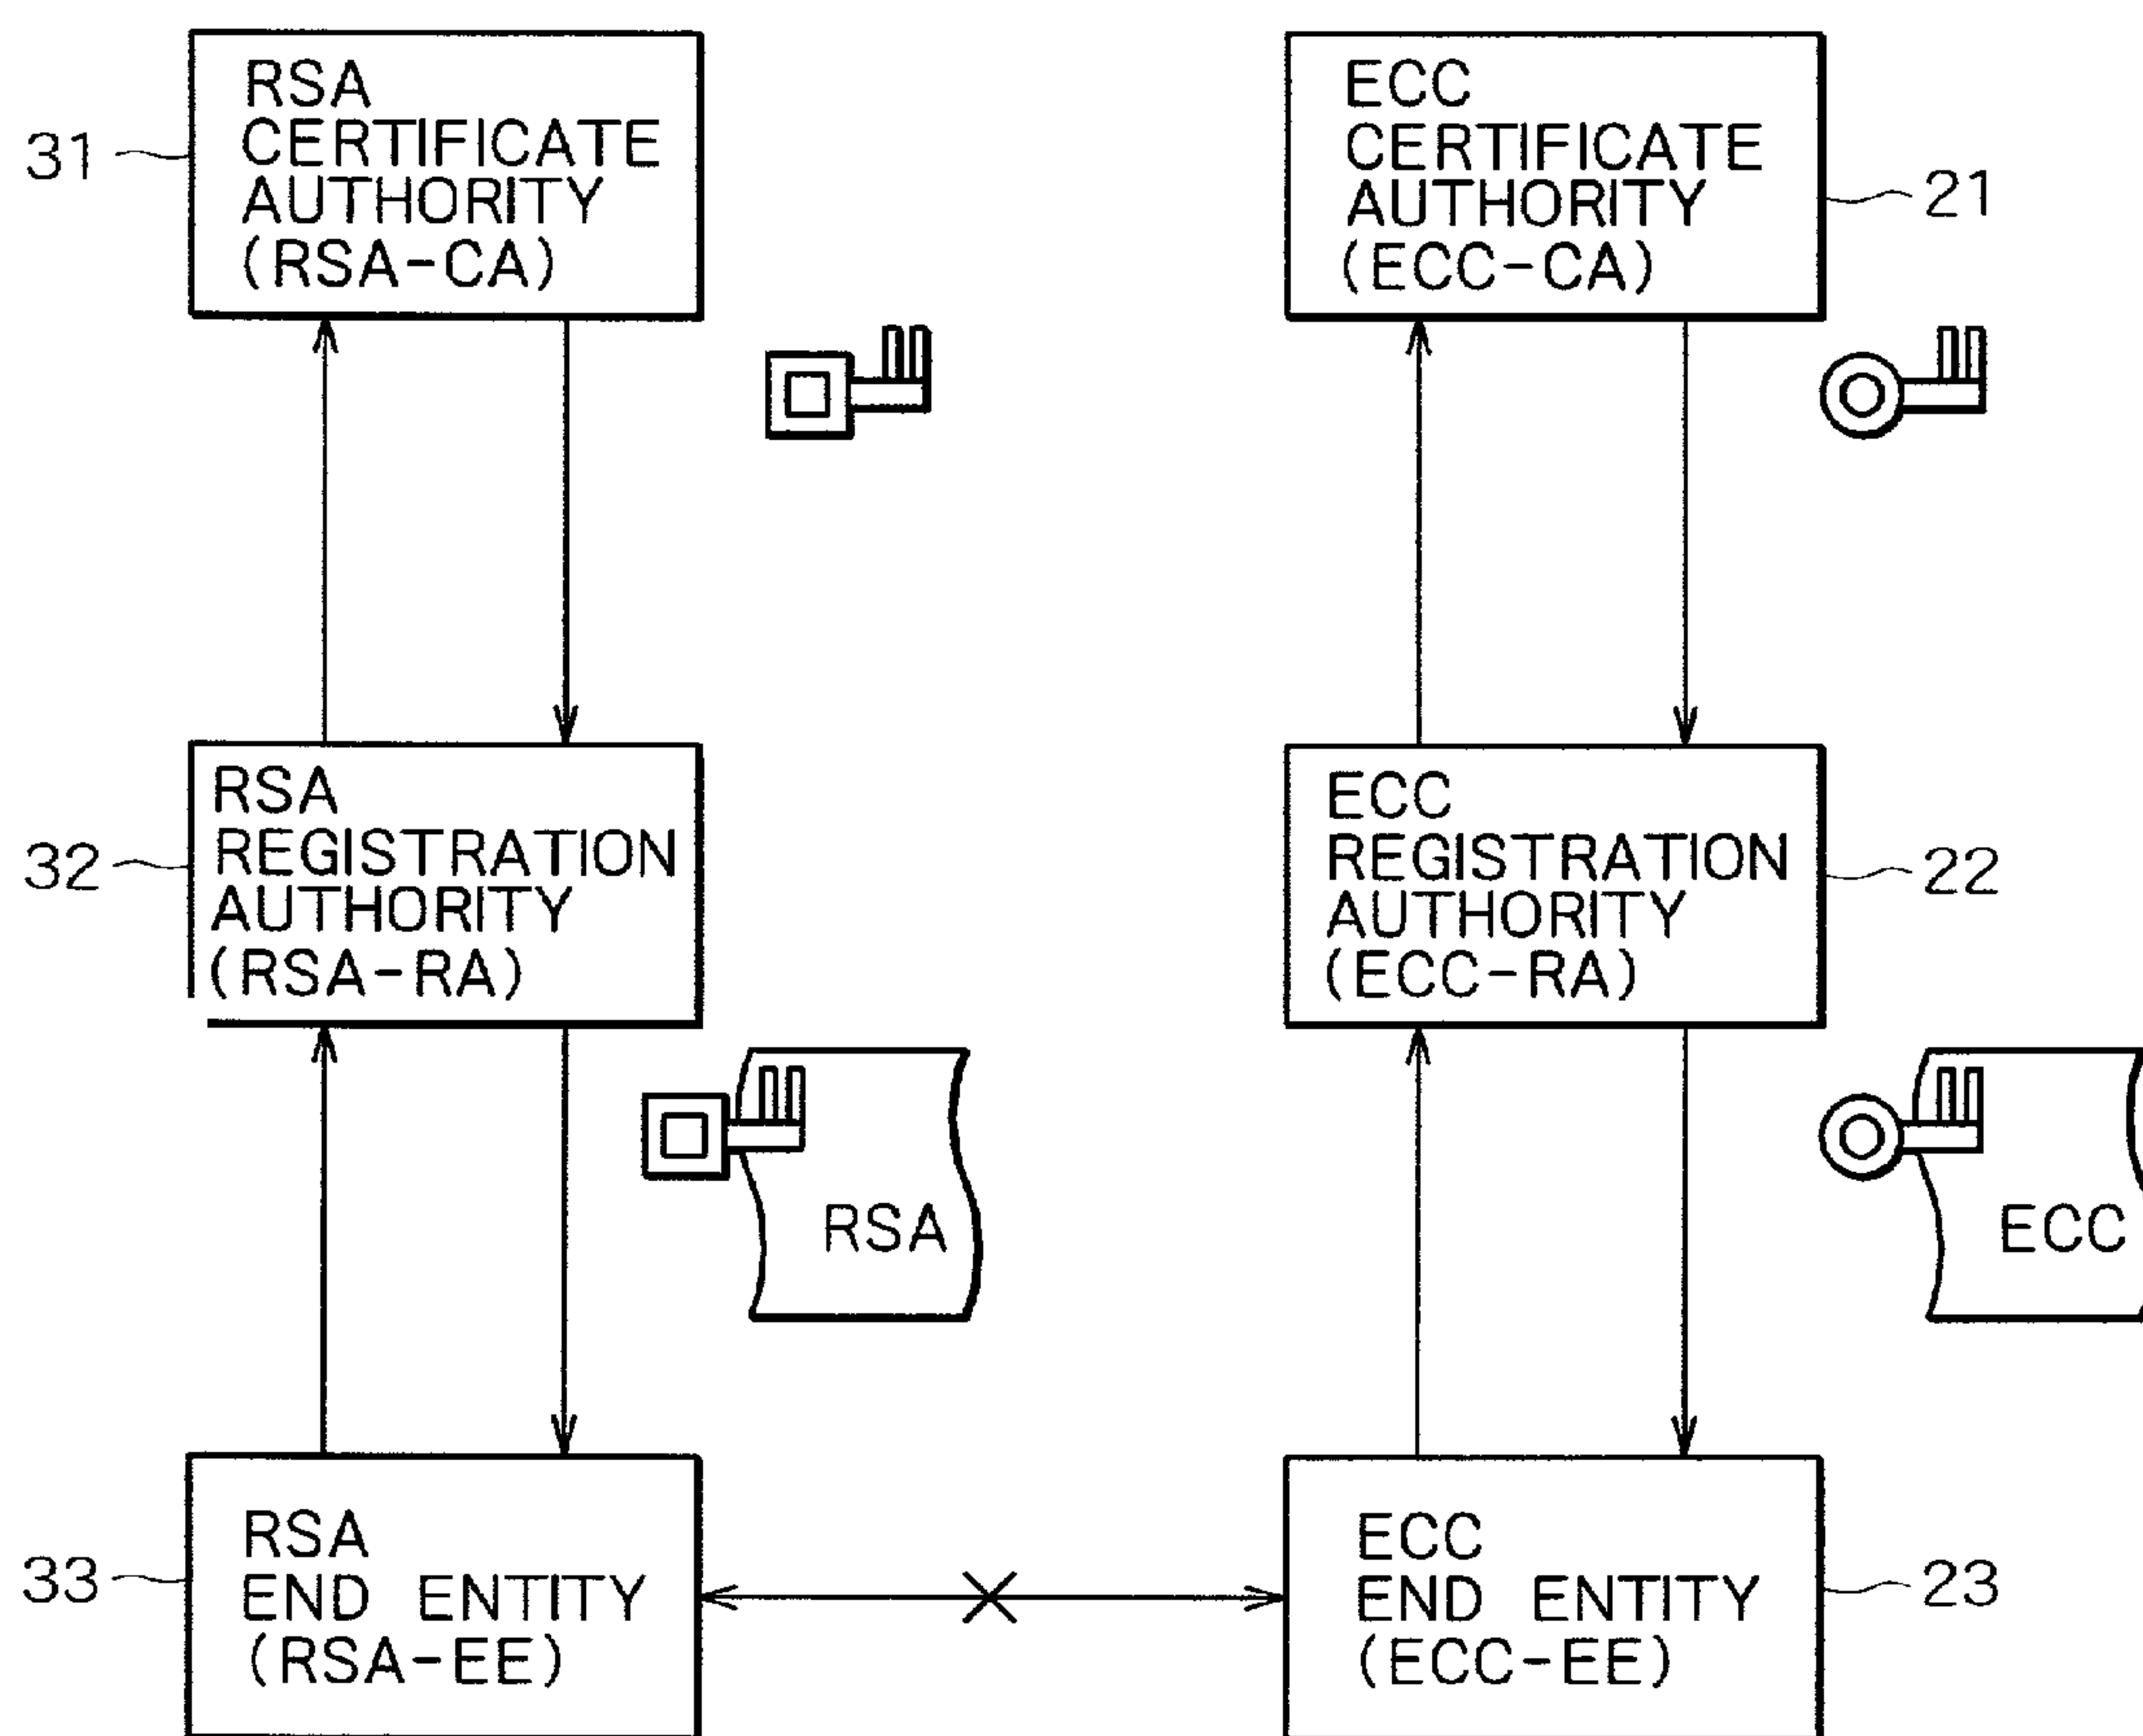 31
RSA
CERTIFICATE
AUTHORITY
(RSA-CA)
ECC
CERTIFICATE
AUTHORITY
(ECC-CA)
21
32
RSA
REGISTRATION
AUTHORITY
(RSA-RA)
ECC
REGISTRATION
AUTHORITY
(ECC-RA)
22
RSA
ECC
33
RSA
END ENTITY
(RSA-EE)
ECC
END ENTITY
(ECC-EE)
23